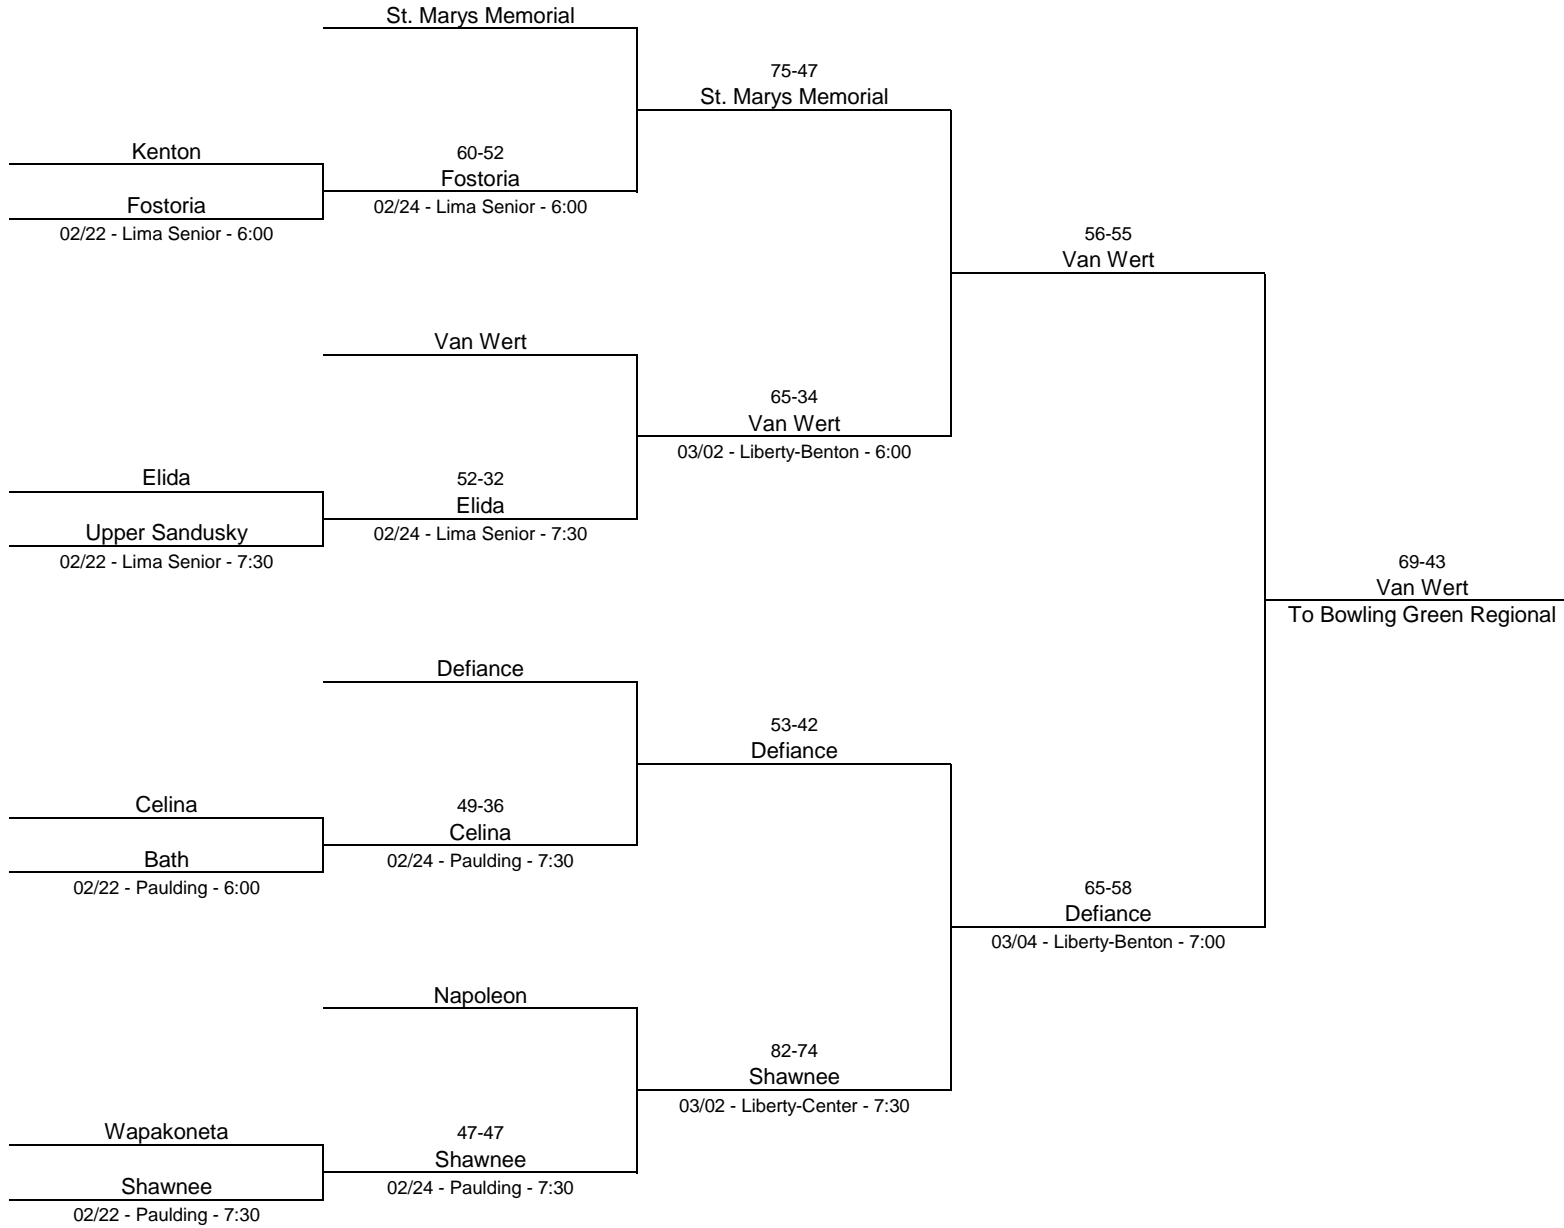 St. Marys Memorial
75-47
St. Marys Memorial
Kenton
60-52
Fostoria
Fostoria
02/24 - Lima Senior - 6:00
02/22 - Lima Senior - 6:00
56-55
Van Wert
Van Wert
65-34
Van Wert
03/02 - Liberty-Benton - 6:00
Elida
52-32
Elida
Upper Sandusky
02/24 - Lima Senior - 7:30
02/22 - Lima Senior - 7:30
69-43
Van Wert
To Bowling Green Regional
Defiance
53-42
Defiance
Celina
49-36
Celina
Bath
02/24 - Paulding - 7:30
02/22 - Paulding - 6:00
65-58
Defiance
03/04 - Liberty-Benton - 7:00
Napoleon
82-74
Shawnee
03/02 - Liberty-Center - 7:30
Wapakoneta
47-47
Shawnee
Shawnee
02/24 - Paulding - 7:30
02/22 - Paulding - 7:30